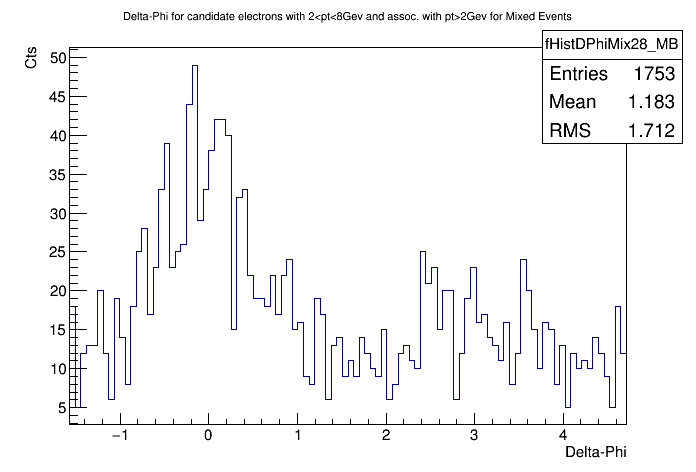 Delta-Phi for candidate electrons with 2<pt<8Gev and assoc. with pt>2Gev for Mixed Events
fHistDPhiMix28_MB
Entries 1753
Mean 1.183
RMS 1.712
Cts
50
45
40
35
30
25
20
15
10
5
−1 0 1 2 3 4
Delta-Phi